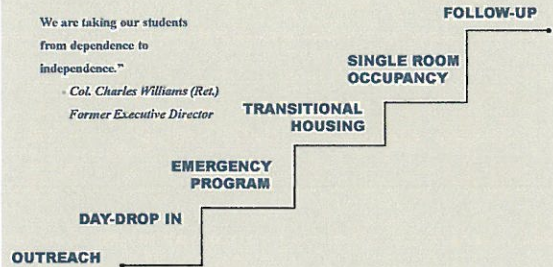 We are taking our students
from dependence to
independence."
- Col. Charles Williams (Ret.)
Former Executive Director
FOLLOW-UP
SINGLE ROOM
OCCUPANCY
TRANSITIONAL
HOUSING
EMERGENCY
PROGRAM
DAY-DROP IN
OUTREACH